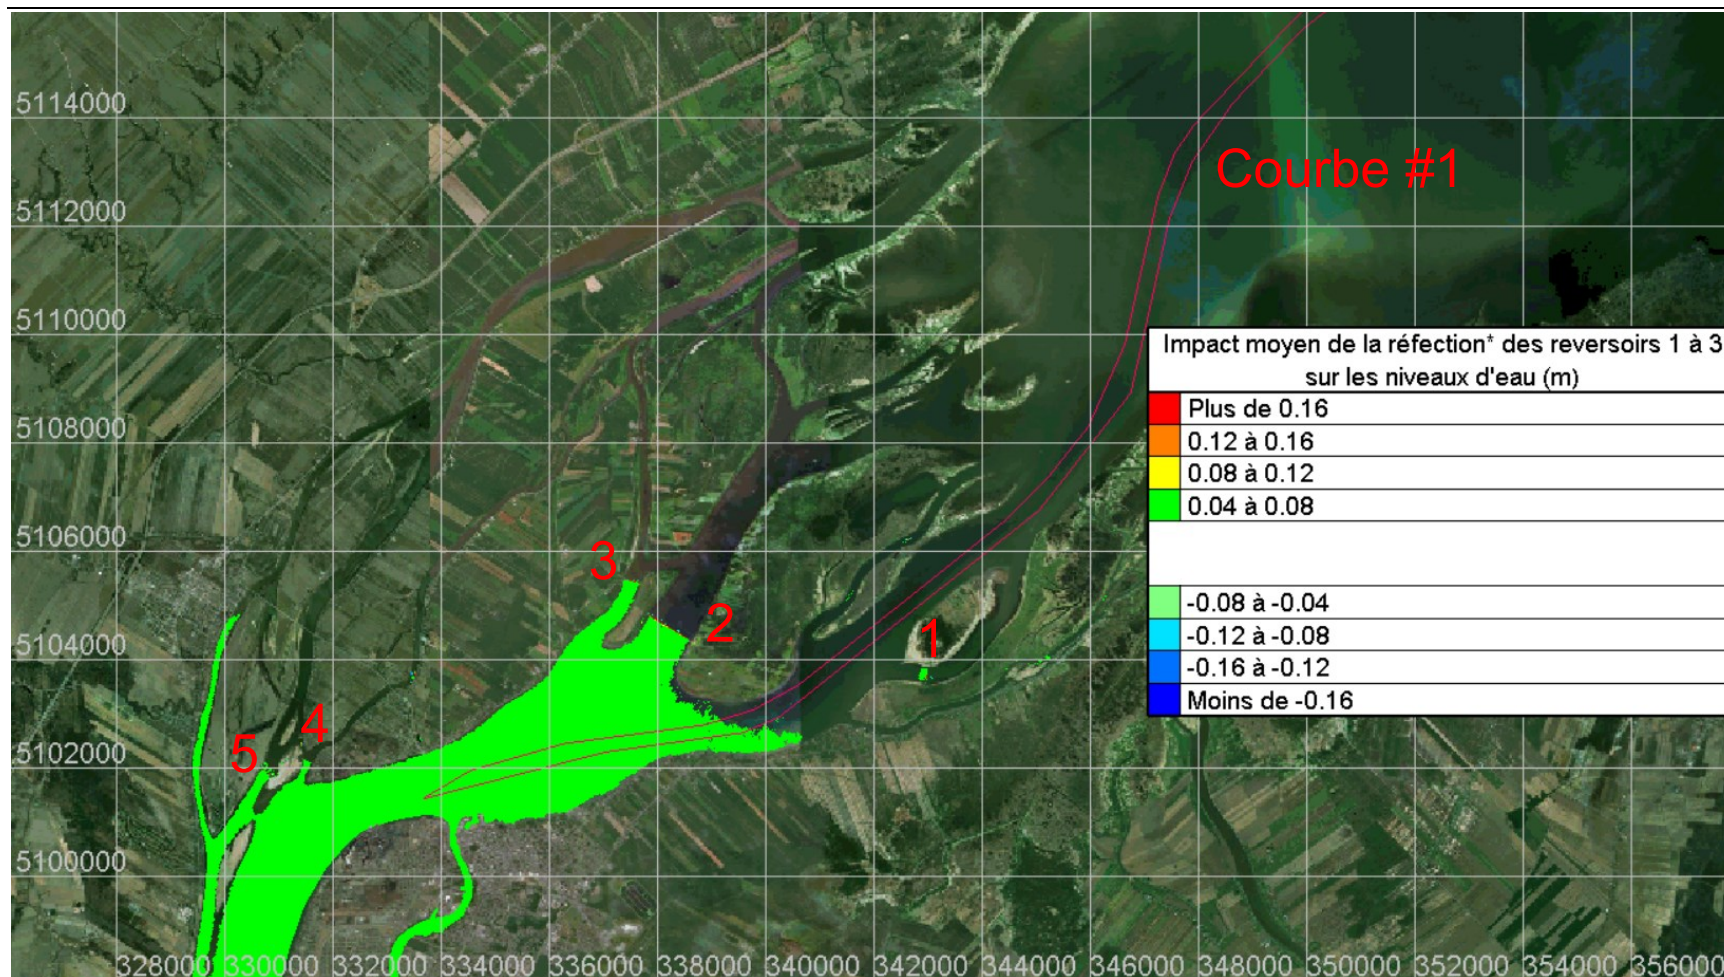 5114000
Courbe #1
5112000
5110000
Impact moyen de la réfection* des reversoirs 1 à 3
sur les niveaux d'eau (m)
Plus de 0.16
5108000
0.12 à 0.16
0.08 à 0.12
0.04 à 0.08
5106000
3
-0.08 à -0.04
2
5104000
1
-0.12 à -0.08
-0.16 à -0.12
Moins de -0.16
5102000
4
5
5100000
328000 330000 332000 334000 336000 338000 340000 342000 344000 346000 348000 350000 352000 354000 356000